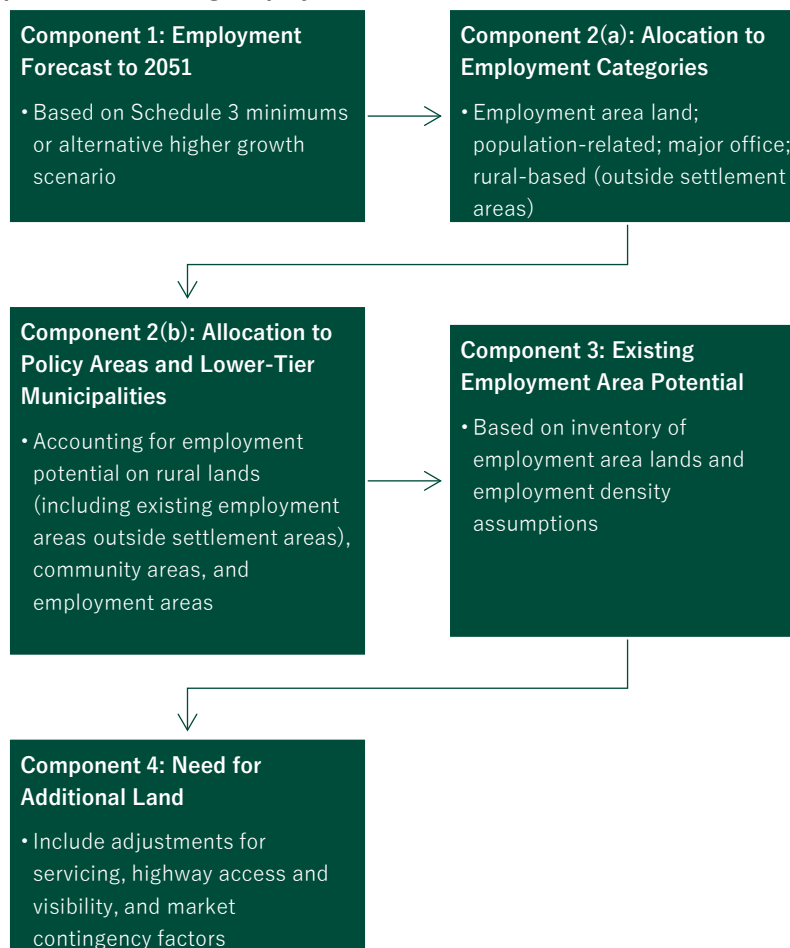 Component 1: Employment
Forecast to 2051
• Based on Schedule 3 minimums
or alternative higher growth
scenario
Component 2(a): Alocation to
Employment Categories
• Employment area land;
population-related; major office;
rural-based (outside settlement
areas)
Component 2(b): Allocation to
Policy Areas and Lower-Tier
Municipalities
• Accounting for employment
potential on rural lands
(including existing employment
areas outside settlement areas),
community areas, and
employment areas
Component 3: Existing
Employment Area Potential
• Based on inventory of
employment area lands and
employment density
assumptions
Component 4: Need for
Additional Land
• Include adjustments for
servicing, highway access and
visibility, and market
contingency factors